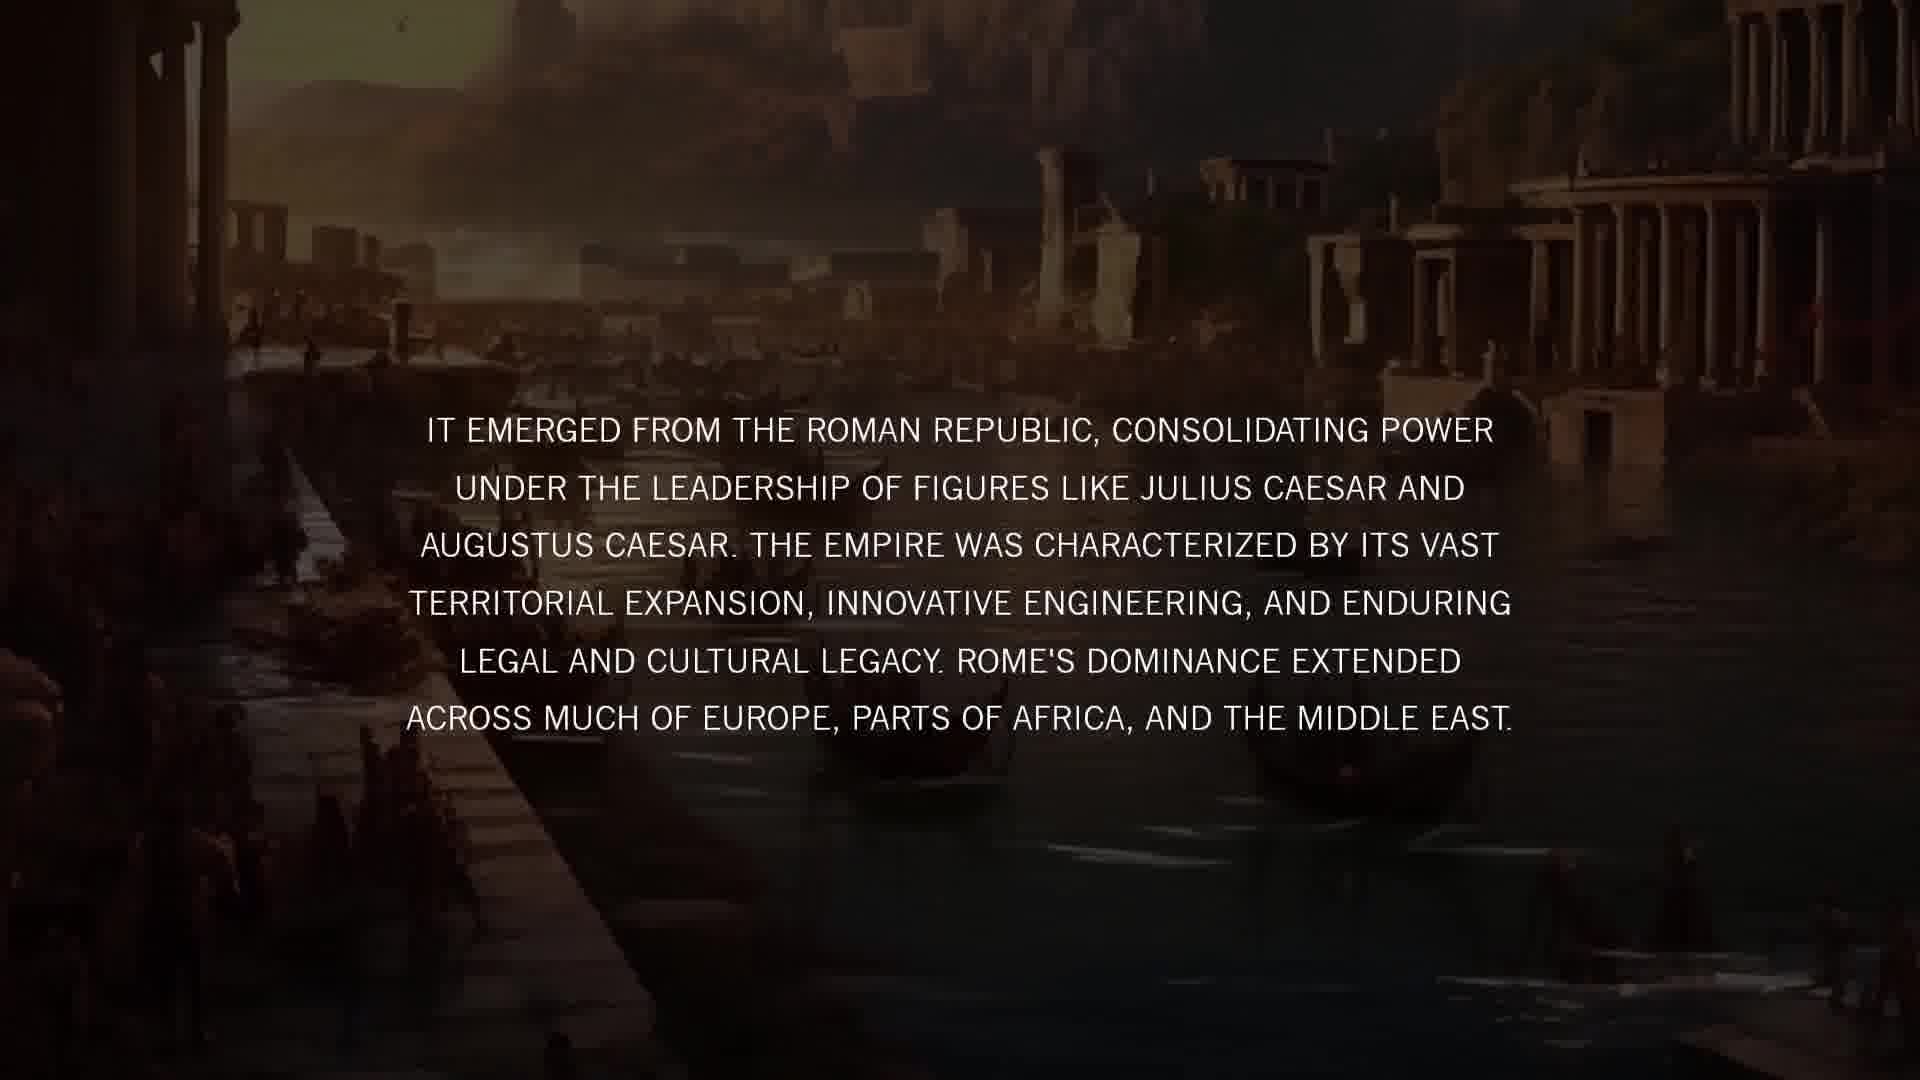 IT EMERGED FROM THE ROMAN REPUBLIC, CONSOLIDATING POWER
UNDER THE LEADERSHIP OF FIGURES LIKE JULIUS CAESAR AND
AUGUSTUS CAESAR. THE EMPIRE WAS CHARACTERIZED BY ITS VAST
TERRITORIAL EXPANSION, INNOVATIVE ENGINEERING, AND ENDURING
LEGAL AND CULTURAL LEGACY. ROME'S DOMINANCE EXTENDED
ACROSS MUCH OF EUROPE, PARTS OF AFRICA, AND THE MIDDLE EAST.